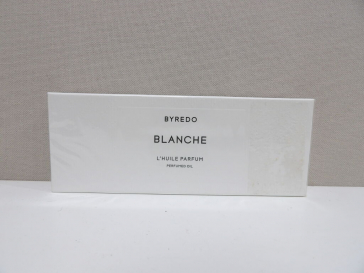 BYREDO
BLANCHE
L'HUILE PARFUM
PERFUMED OIL